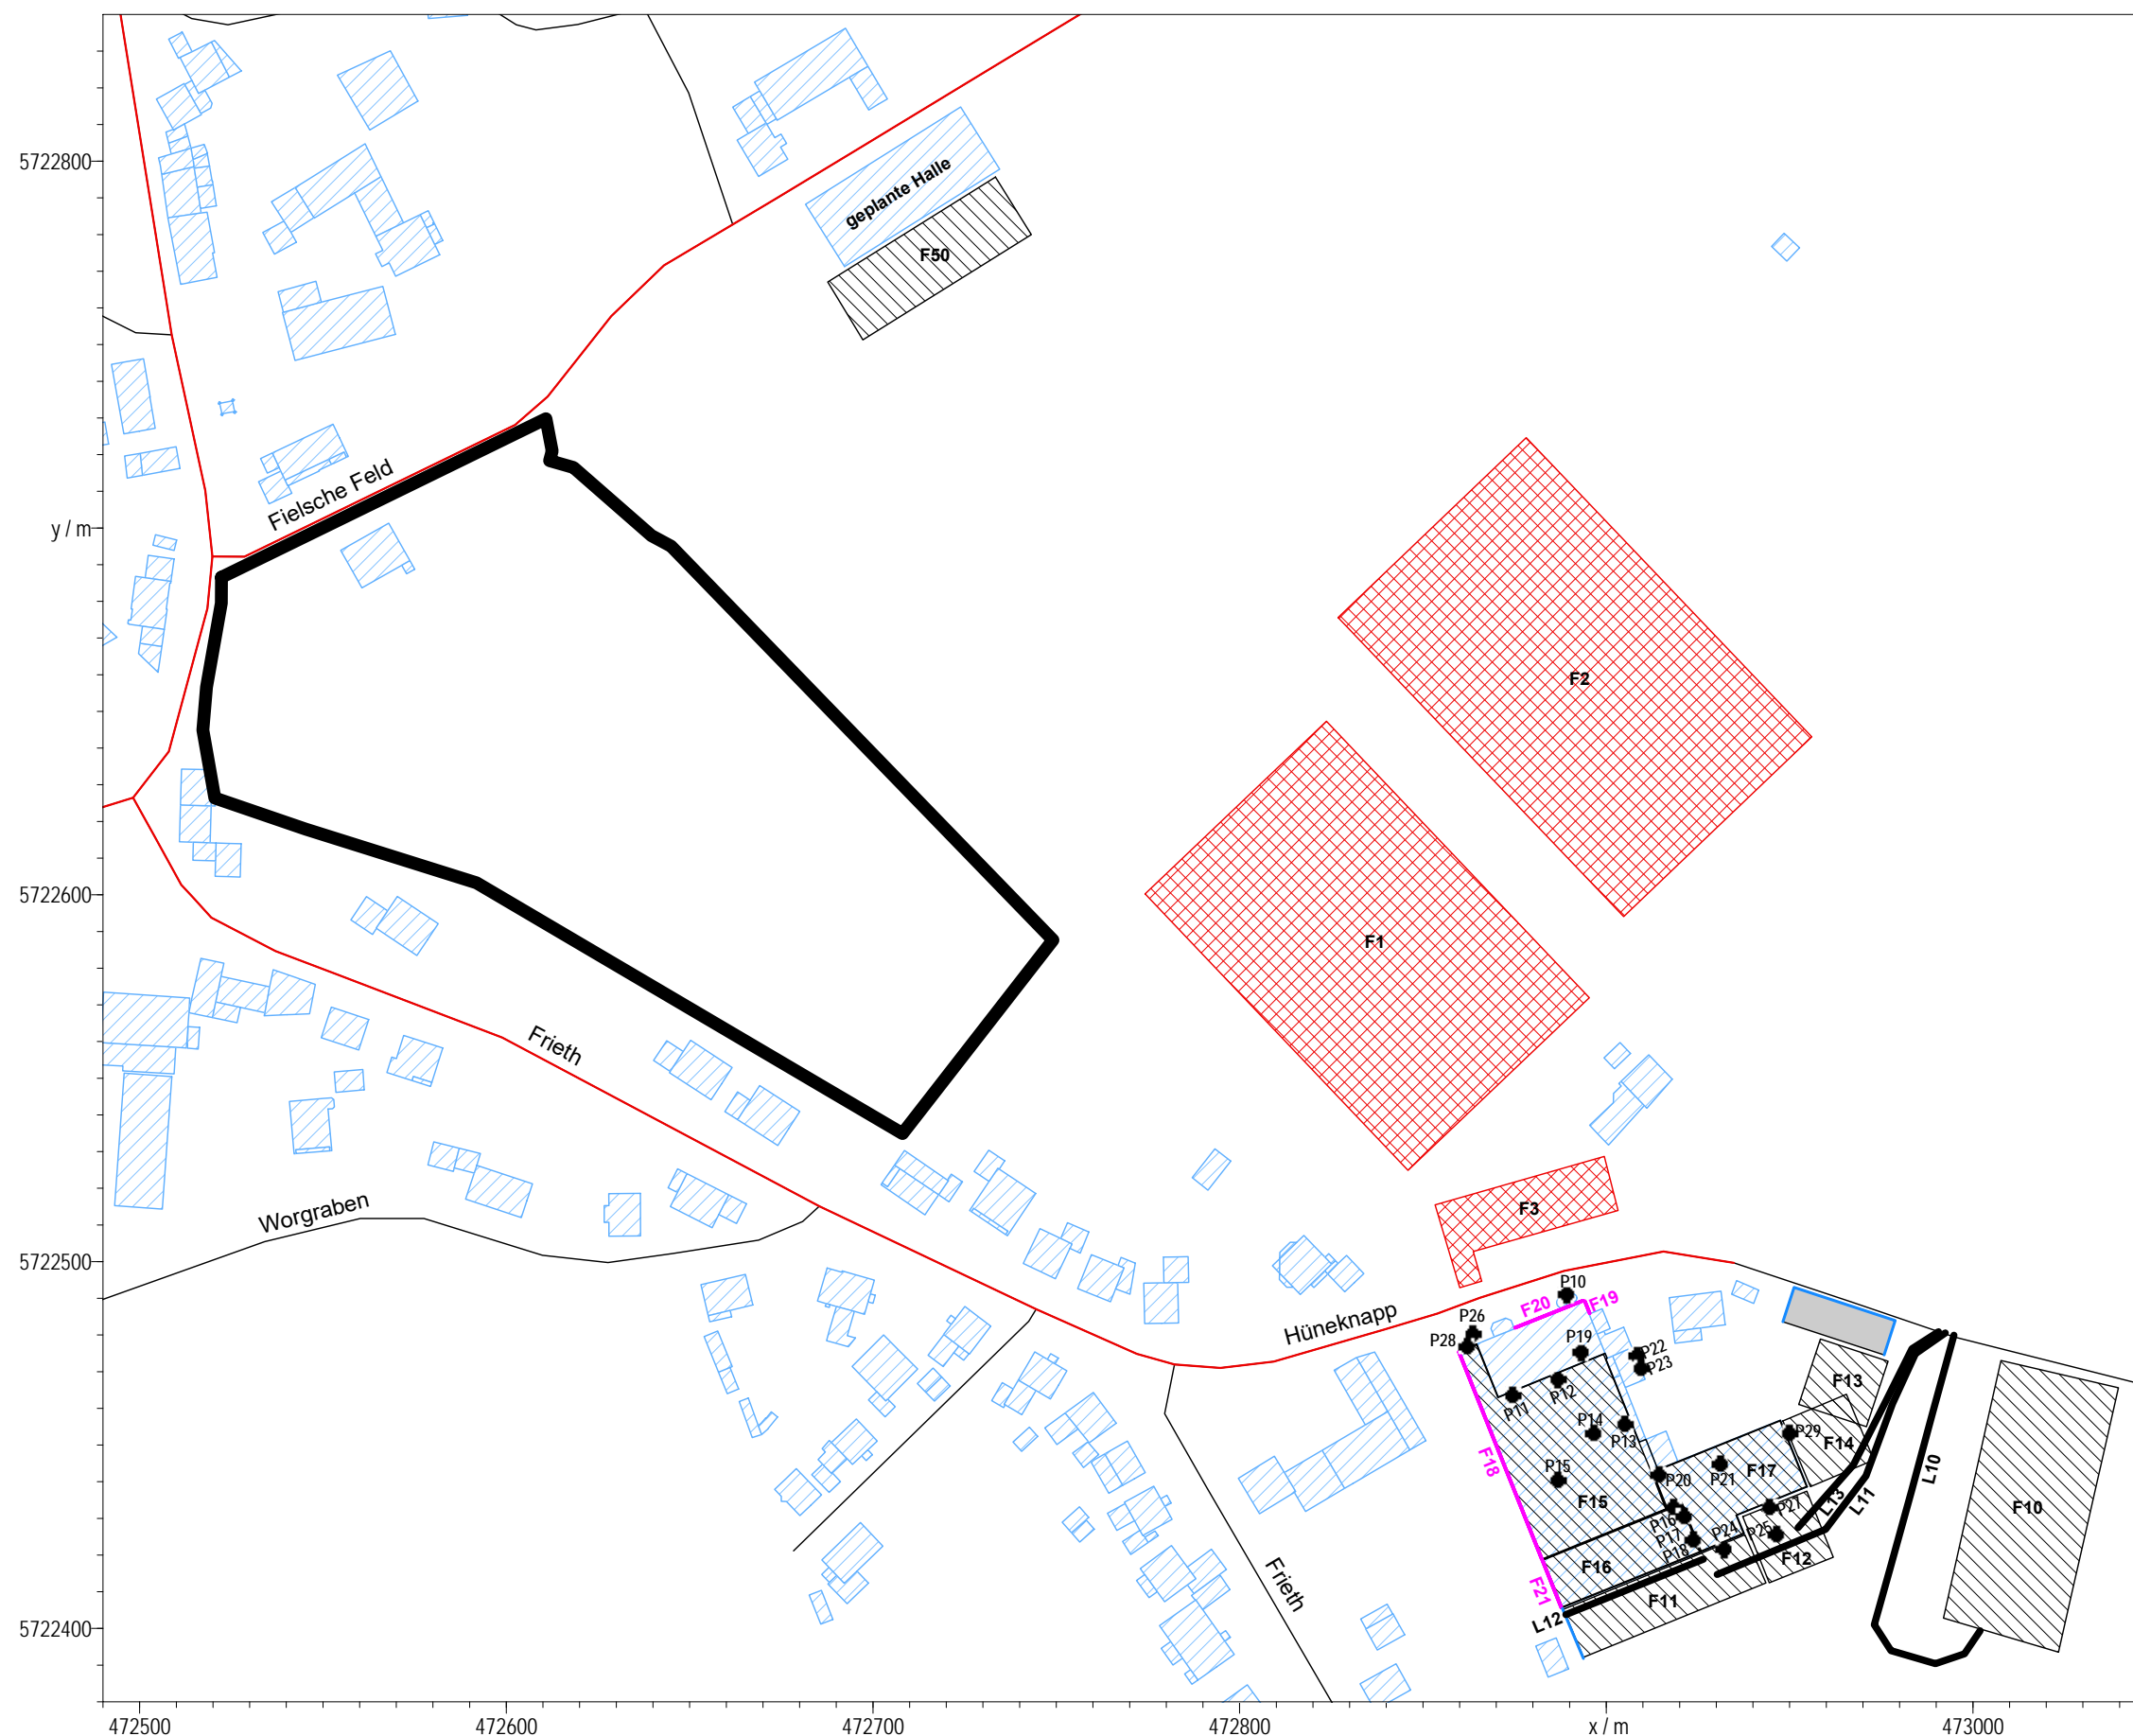 5722800
geplante Halle
F50
Fielsche Feld
y / m
F2
5722600
F1
Frieth
Worgraben
F3
5722500
Hüneknapp
P10
F20
F19
P26
P28
P19
P22
P23
P12
P11
F13
P14
P13
P29
F14
F18
P15
P20
P21
F17
L10
F15
P27
L13
L11
F10
P16
P17
P24
P25
P18
F16
F12
F21
F11
L12
Frieth
5722400
472500
472600
472700
472800
x / m
473000